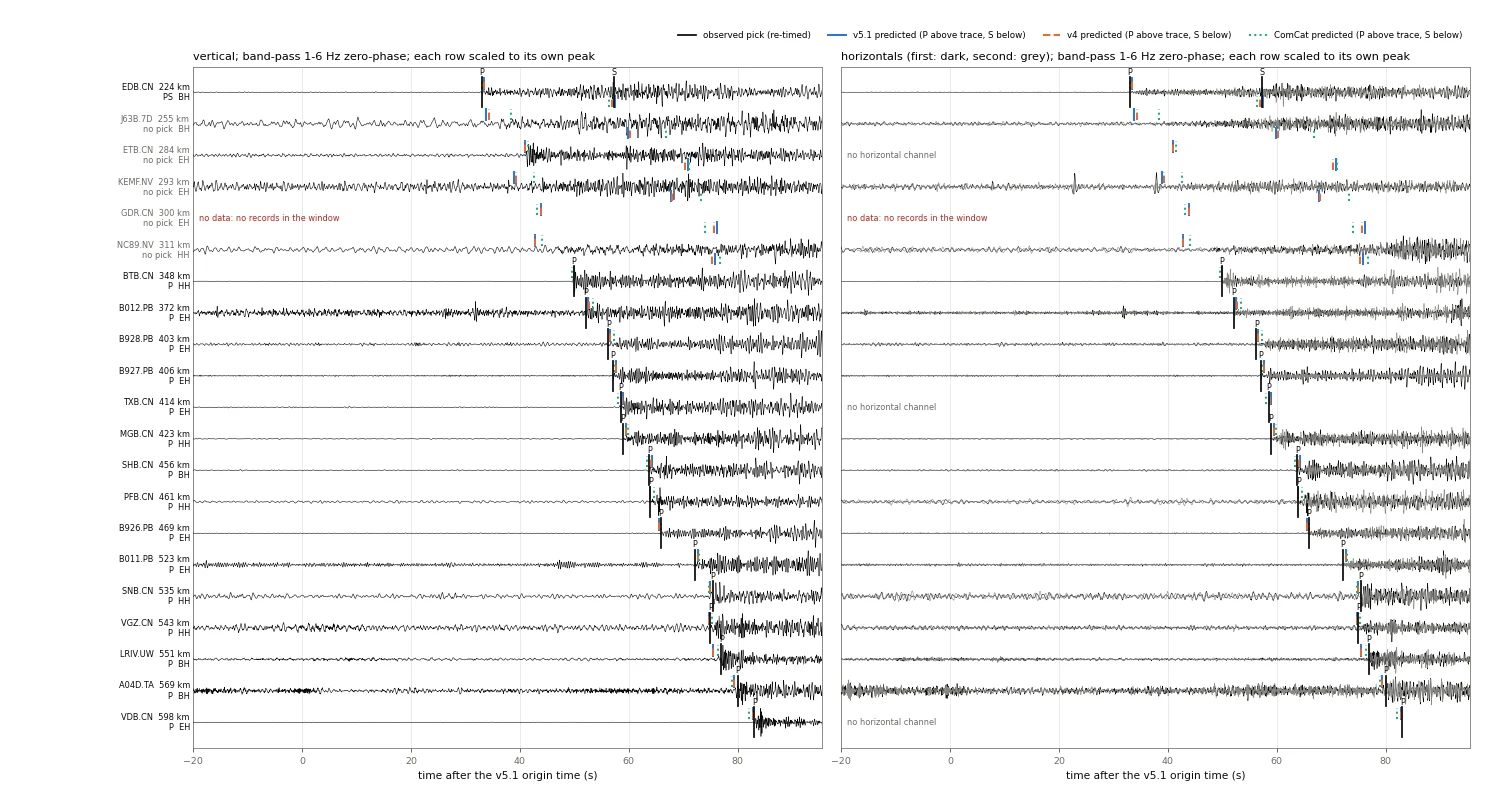 observed pick (re-timed)
v5.1 predicted (P above trace, S below)
v4 predicted (P above trace, S below)
ComCat predicted (P above trace, S below)
vertical; band-pass 1-6 Hz zero-phase; each row scaled to its own peak
horizontals (first: dark, second: grey); band-pass 1-6 Hz zero-phase; each row scaled to its own peak
P S P S
EDB.CN 224 km
PS BH
J63B.7D 255 km
no pick BH
ETB.CN 284 km
no pick EH
no horizontal channel
KEMF.NV 293 km
no pick EH
GDR.CN 300 km
no pick EH
no data: no records in the window
no data: no records in the window
NC89.NV 311 km
no pick HH
P P
BTB.CN 348 km
P HH
P P
B012.PB 372 km
P EH
P P
B928.PB 403 km
P EH
P P
B927.PB 406 km
P EH
P P
TXB.CN 414 km
P EH
no horizontal channel
P P
MGB.CN 423 km
P HH
P P
SHB.CN 456 km
P BH
P P
PFB.CN 461 km
P HH
P P
B926.PB 469 km
P EH
P P
B011.PB 523 km
P EH
P P
SNB.CN 535 km
P HH
P P
VGZ.CN 543 km
P HH
P P
LRIV.UW 551 km
P BH
P P
A04D.TA 569 km
P BH
P P
VDB.CN 598 km
P EH
no horizontal channel
−20 0 20 40 60 80
−20 0 20 40 60 80
time after the v5.1 origin time (s)
time after the v5.1 origin time (s)